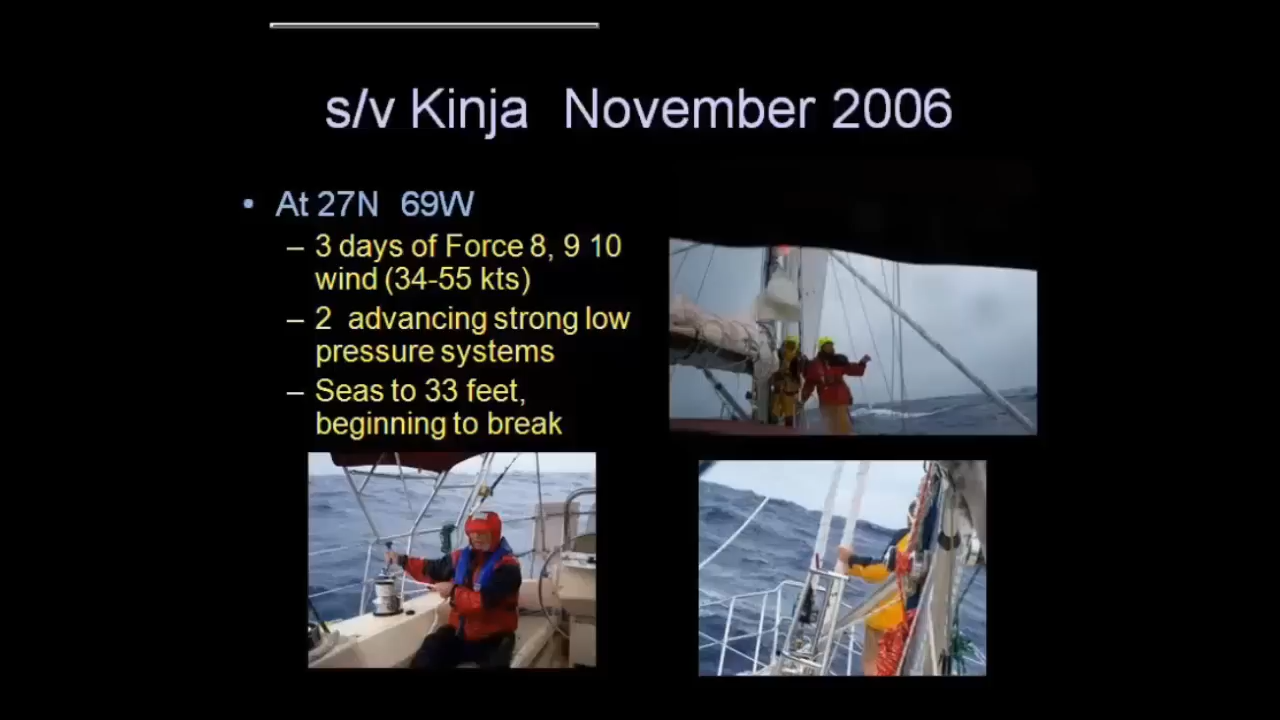 s/v Kinja November 2006
• At 27N 69W
– 3 days of Force 8, 9 10
wind (34-55 kts)
– 2 advancing strong low
pressure systems
– Seas to 33 feet,
beginning to break